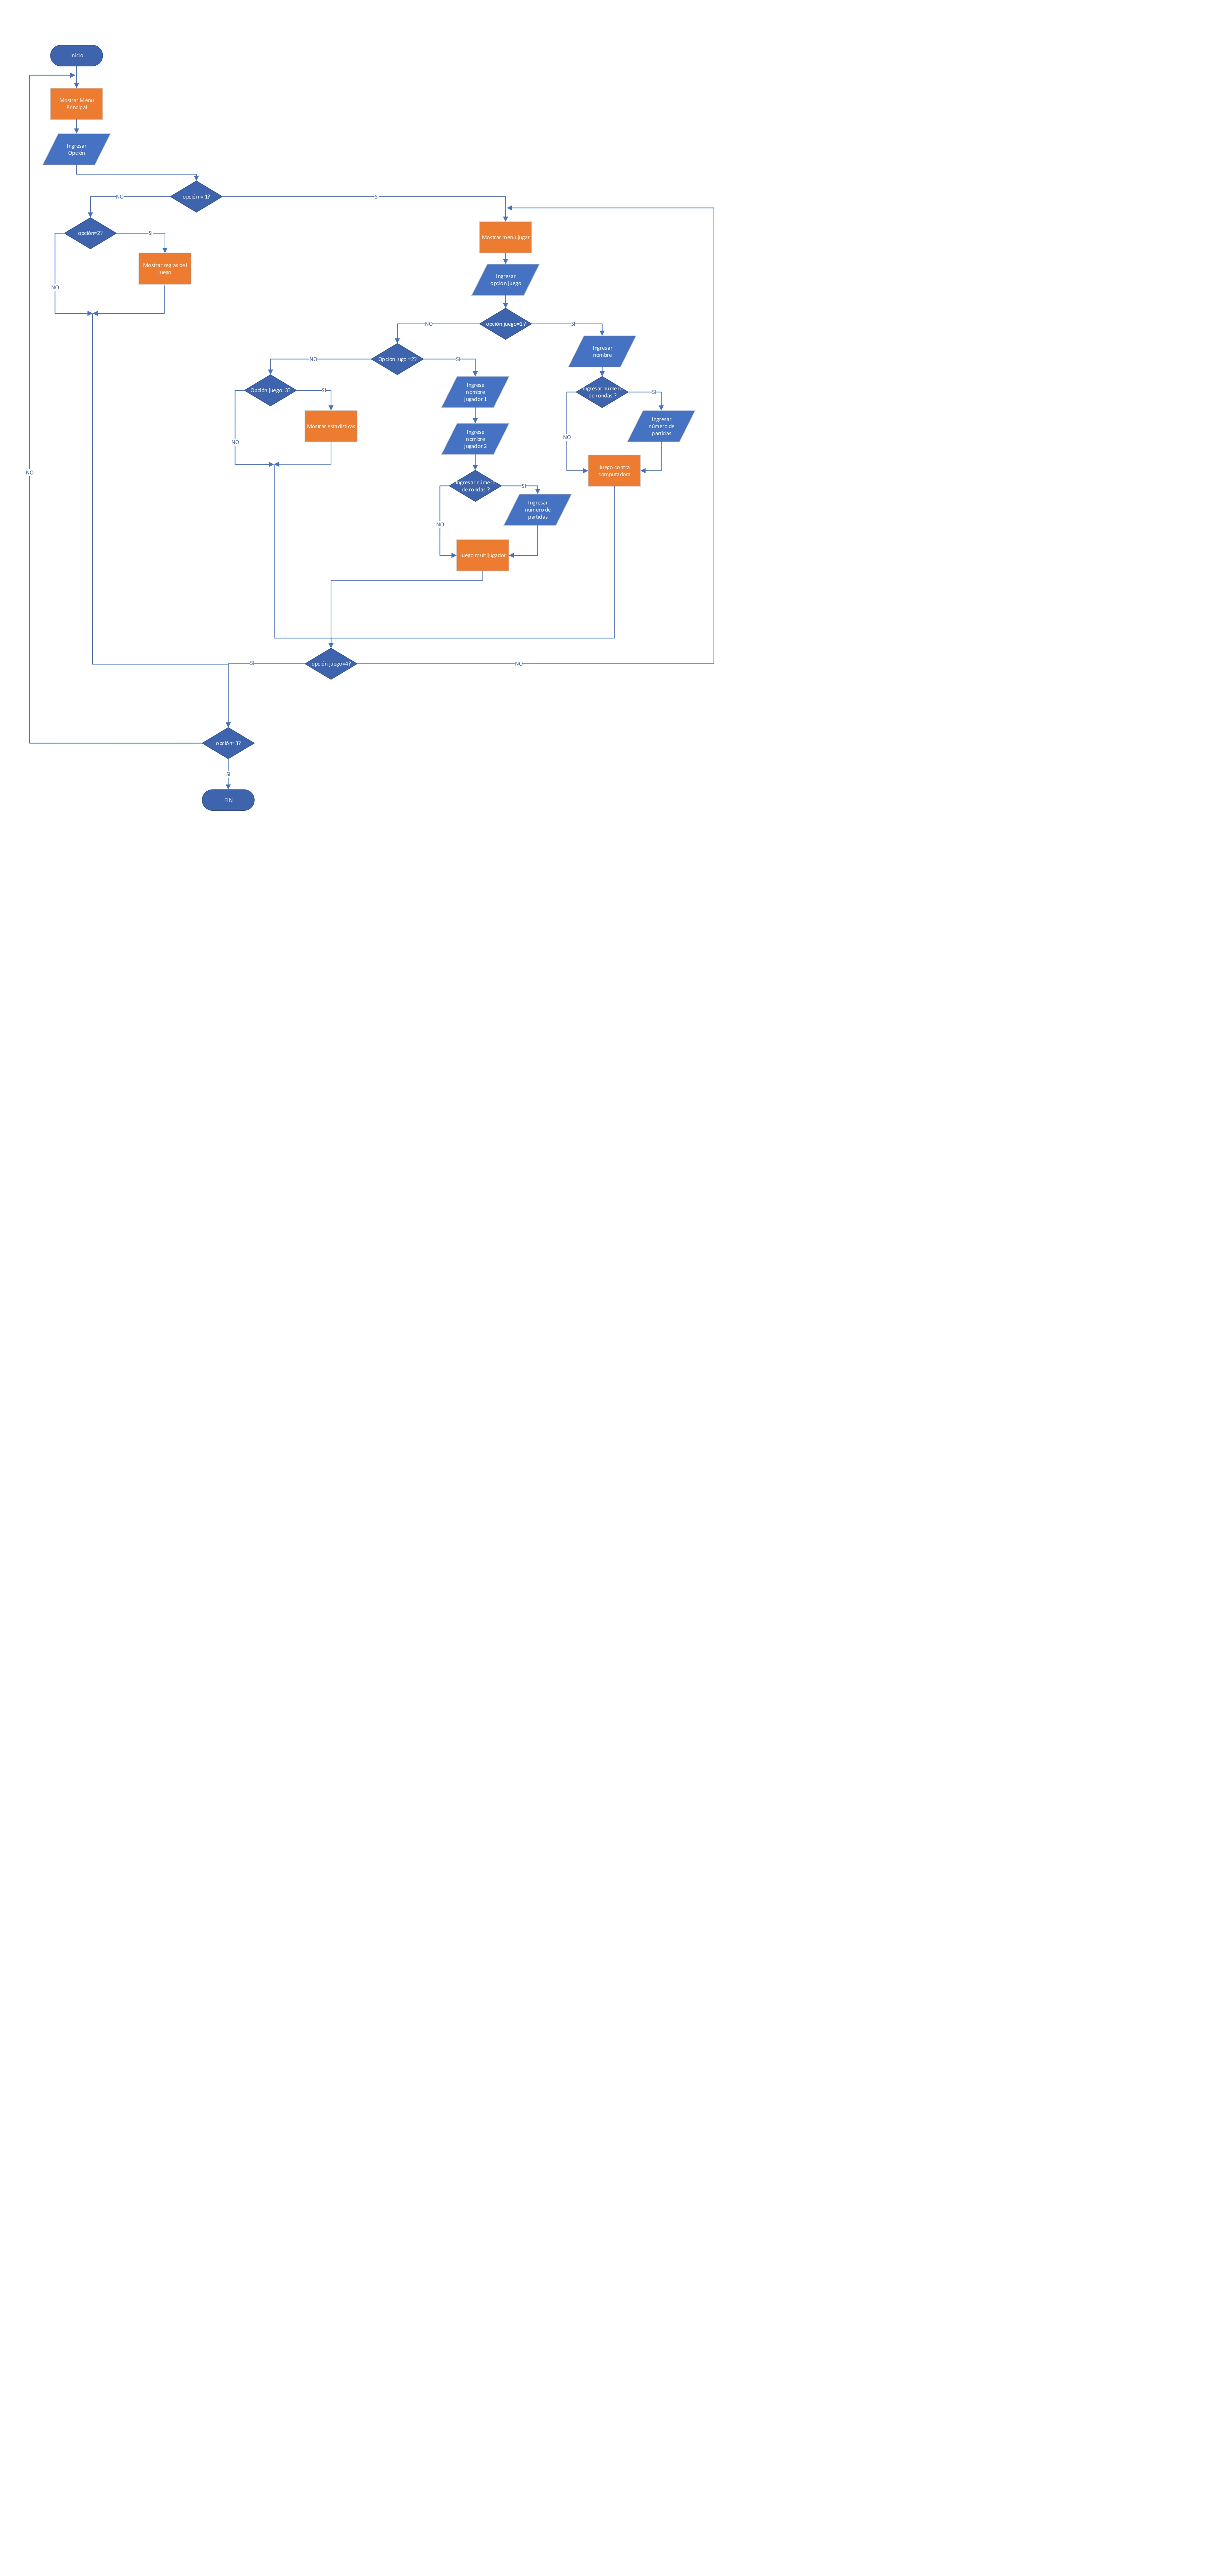 Inicio
Mostrar Menu
Principal
Ingresar
Opción
opción = 1?
NO
SI
opción=2?
SI
Mostrar reglas del
juego
NO
Mostrar menu jugar
Ingresar
opción juego
opción juego=1?
NO
SI
Ingresar
nombre
Opción jugo =2?
NO
SI
Ingrese
nombre
jugador 1
Ingresar número
de rondas ?
SI
NO
Ingresar
número de
partidas
Opción juego=3?
SI
NO
Mostrar estadisticas
Ingrese
nombre
jugador 2
Juego contra
computadora
NO
Ingresar número
de rondas ?
SI
NO
Ingresar
número de
partidas
Juego multijugador
opción juego=4?
SI
NO
opción=3?
SI
FIN